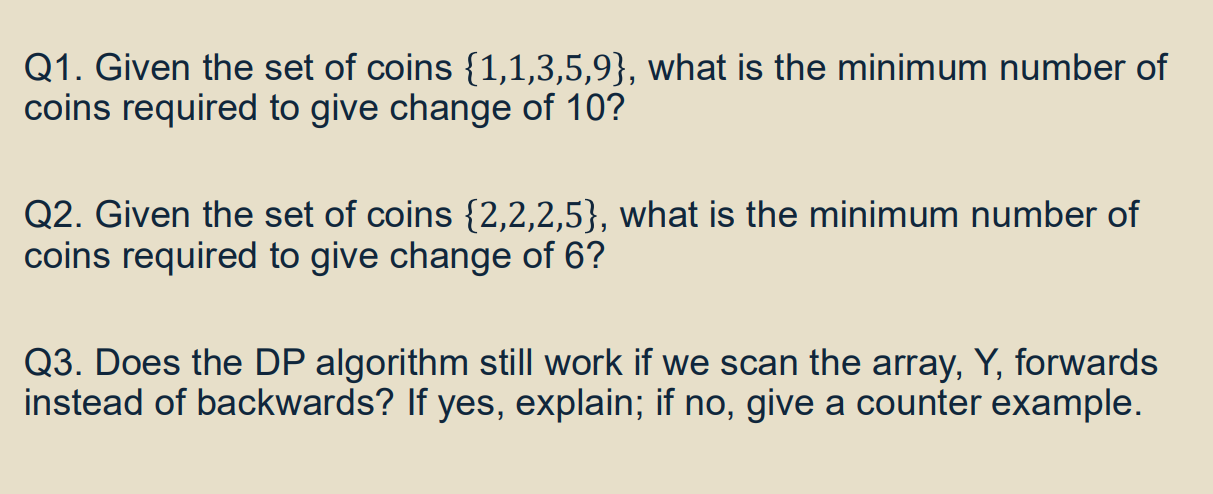 Q1. Given the set of coins {1,1,3,5,9}, what is the minimum number of
coins required to give change of 10?
Q2. Given the set of coins {2,2,2,5}, what is the minimum number of
coins required to give change of 6?
Q3. Does the DP algorithm still work if we scan the array, Y, forwards
instead of backwards? If yes, explain; if no, give a counter example.